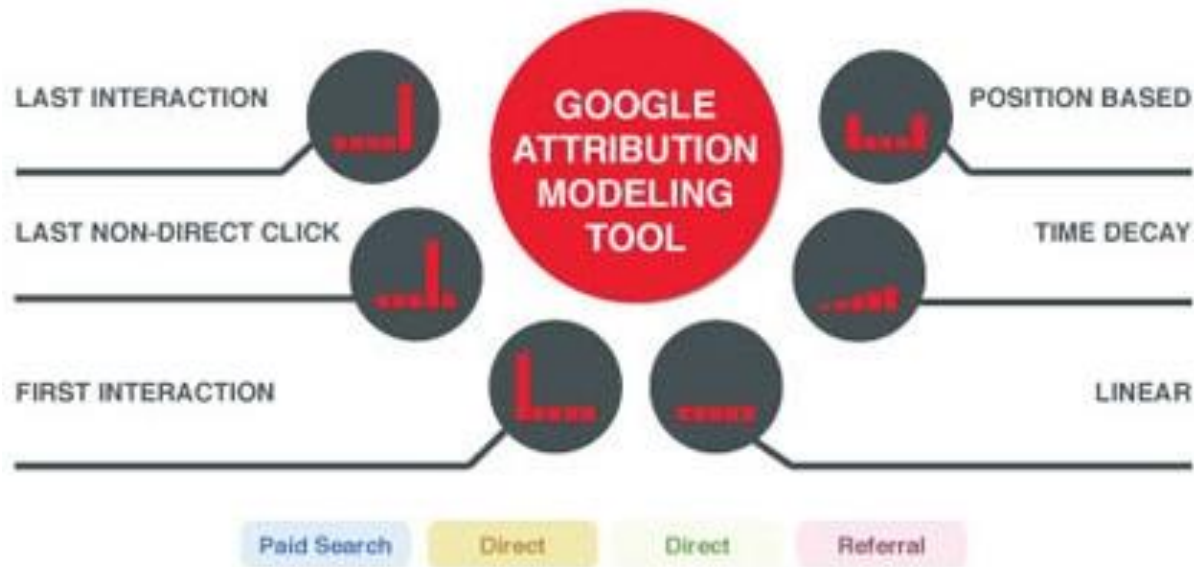 LAST INTERACTION
LAST NON-DIRECT CLICK
FIRST INTERACTION
GOOGLE
ATTRIBUTION
MODELING
TOOL
POSITION BASED
TIME DECAY
LINEAR
Paid Search
Direct
Direct
Referral